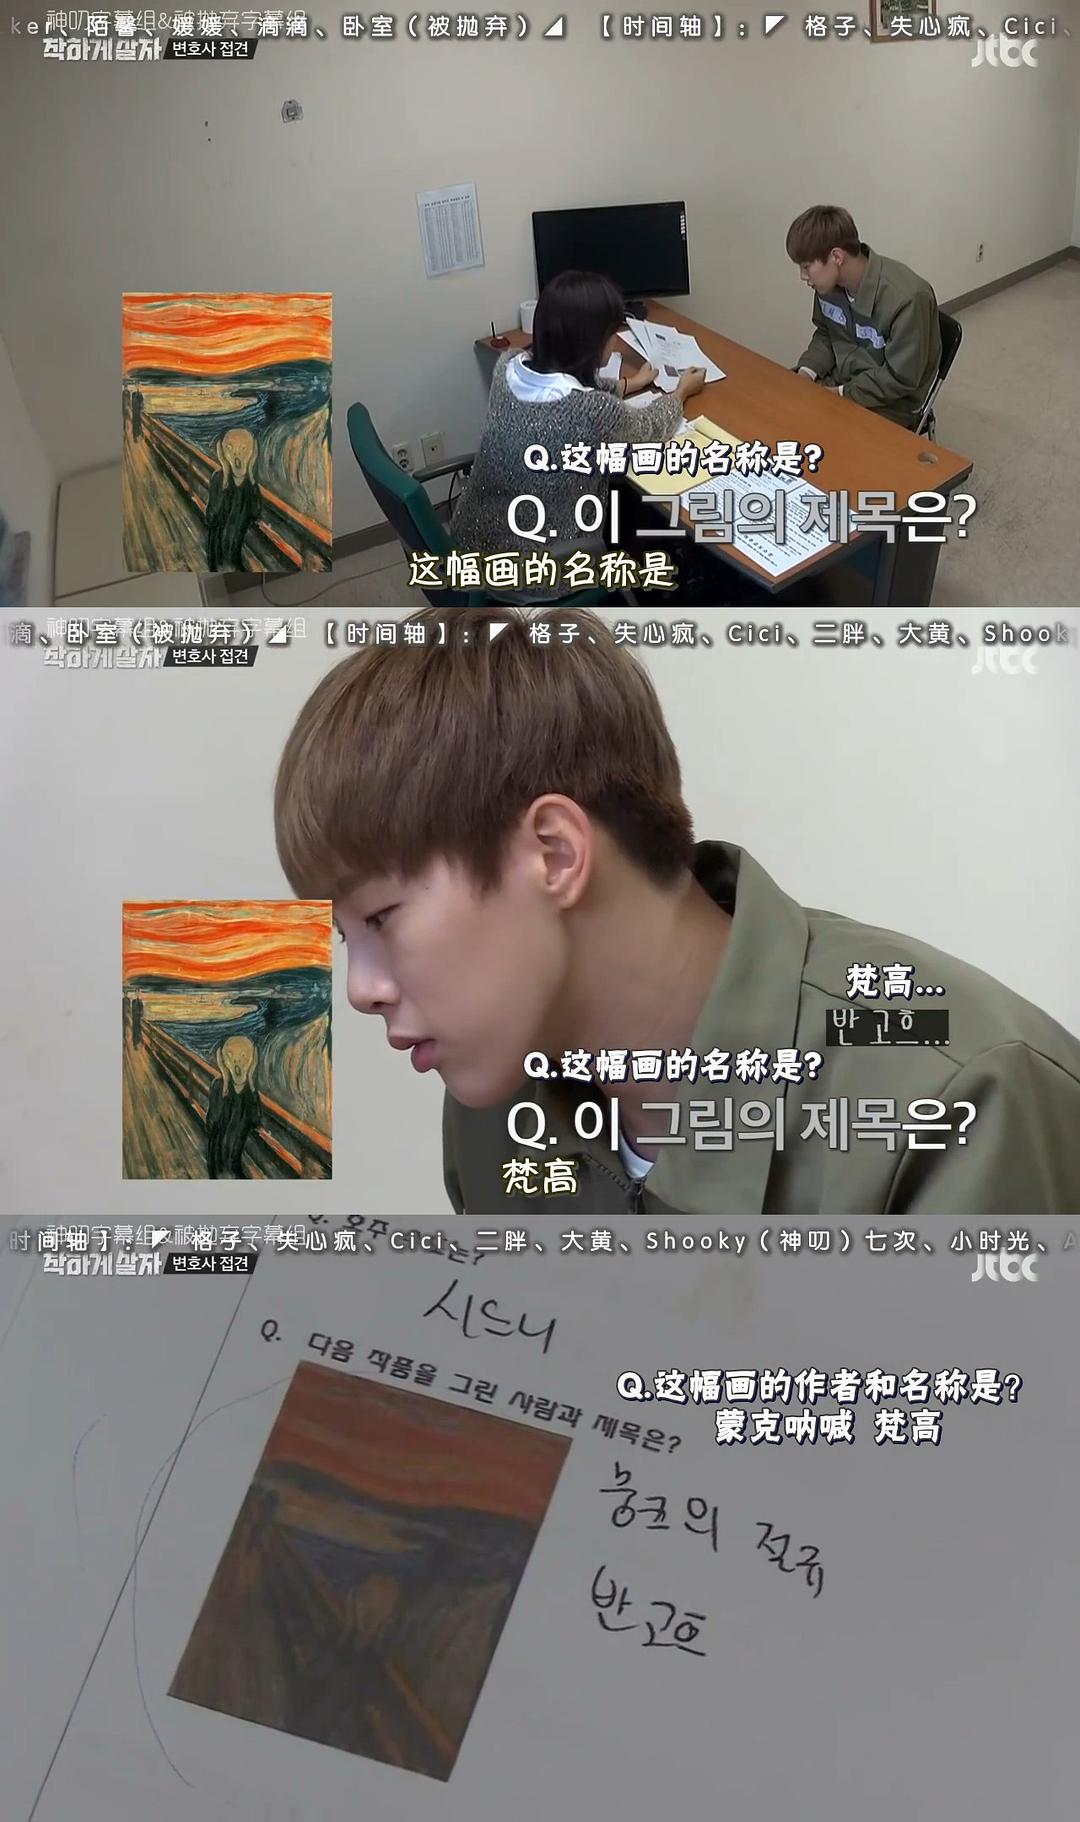 ker、陌馨、媛媛、滴滴、卧室（被抛弃）◢ 【时间轴】:◤ 格子、失心疯、Cici、
神叨字幕组&被抛弃字幕组
착하게살자 변호사 접견
jtbc
Q.这幅画的名称是?
Q. 이 그림의 제목은?
这幅画的名称是
滴、卧室（被抛弃）◢ 【时间轴】:◤ 格子、失心疯、Cici、二胖、大黄、Shook
神叨字幕组&被抛弃字幕组
착하게살자 변호사 접견
jtbc
梵高...
반 고흐...
Q.这幅画的名称是?
Q. 이 그림의 제목은?
梵高
时间轴】:◤ 格子、失心疯、Cici、二胖、大黄、Shooky（神叨）七次、小时光、
神叨字幕组&被抛弃字幕组
착하게살자 변호사 접견
jtbc
Q. 호주
는?
시드니
Q. 다음 작품을 그린 사람과 제목은?
Q.这幅画的作者和名称是?
蒙克呐喊 梵高
뭉크의 절규
반고흐